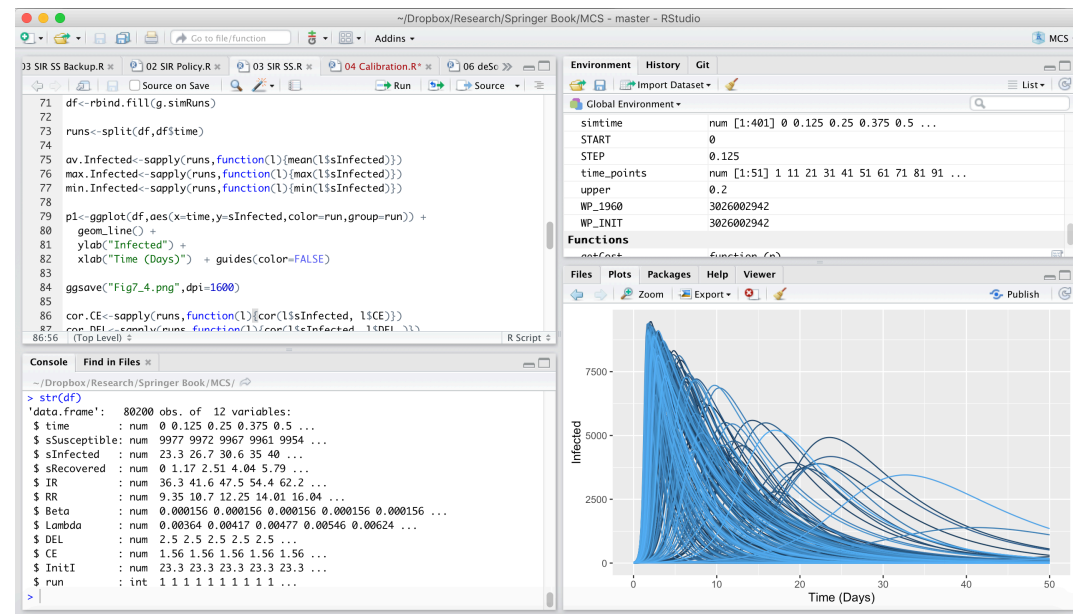 ~/Dropbox/Research/Springer Book/MCS - master - RStudio
Go to file/function
Addins
MCS
03 SIR SS Backup.R
02 SIR Policy.R
03 SIR SS.R
04 Calibration.R*
06 deSc
Source on Save
Run
Source
71 df<-rbind.fill(g.simRuns)
72
73 runs<-split(df,df$time)
74
75 av.Infected<-sapply(runs,function(l){mean(l$sInfected)})
76 max.Infected<-sapply(runs,function(l){max(l$sInfected)})
77 min.Infected<-sapply(runs,function(l){min(l$sInfected)})
78
79 p1<-ggplot(df,aes(x=time,y=sInfected,color=run,group=run)) +
80 geom_line() +
81 ylab("Infected") +
82 xlab("Time (Days)") + guides(color=FALSE)
83
84 ggsave("Fig7_4.png",dpi=1600)
85
86 cor.CE<-sapply(runs,function(l){cor(l$sInfected, l$CE)})
87 cor.DEL<-sapply(runs,function(l){cor(l$sInfected, l$DEL )})
86:56 (Top Level) R Script
Console Find in Files
~/Dropbox/Research/Springer Book/MCS/
> str(df)
'data.frame': 80200 obs. of 12 variables:
$ time : num 0 0.125 0.25 0.375 0.5 ...
$ sSusceptible: num 9977 9972 9967 9961 9954 ...
$ sInfected : num 23.3 26.7 30.6 35 40 ...
$ sRecovered : num 0 1.17 2.51 4.04 5.79 ...
$ IR : num 36.3 41.6 47.5 54.4 62.2 ...
$ RR : num 9.35 10.7 12.25 14.01 16.04 ...
$ Beta : num 0.000156 0.000156 0.000156 0.000156 0.000156 ...
$ Lambda : num 0.00364 0.00417 0.00477 0.00546 0.00624 ...
$ DEL : num 2.5 2.5 2.5 2.5 2.5 ...
$ CE : num 1.56 1.56 1.56 1.56 1.56 ...
$ InitI : num 23.3 23.3 23.3 23.3 23.3 ...
$ run : int 1 1 1 1 1 1 1 1 1 1 ...
>
Environment History Git
Import Dataset
List
Global Environment
simtime num [1:401] 0 0.125 0.25 0.375 0.5 ...
START 0
STEP 0.125
time_points num [1:51] 1 11 21 31 41 51 61 71 81 91 ...
upper 0.2
WP_1960 3026002942
WP_INIT 3026002942
Functions
getCost function (p)
Files Plots Packages Help Viewer
Zoom Export Publish
7500
5000
2500
0
Infected
0 10 20 30 40 50
Time (Days)